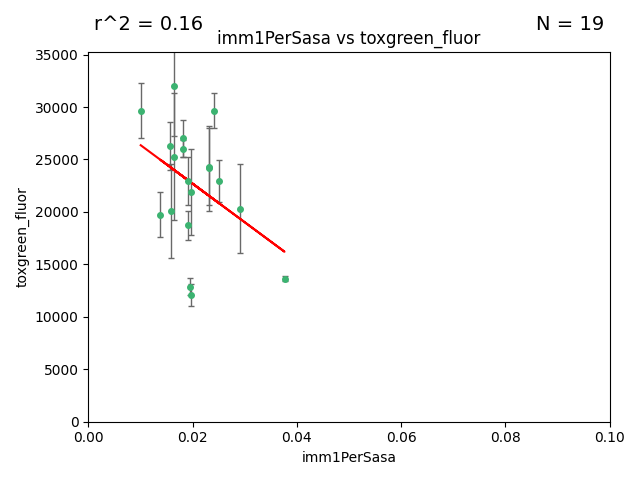 r^2 = 0.16
N = 19
imm1PerSasa vs toxgreen_fluor
35000
30000
25000
20000
15000
10000
5000
0
toxgreen_fluor
0.00
0.02
0.04
0.06
0.08
0.10
imm1PerSasa